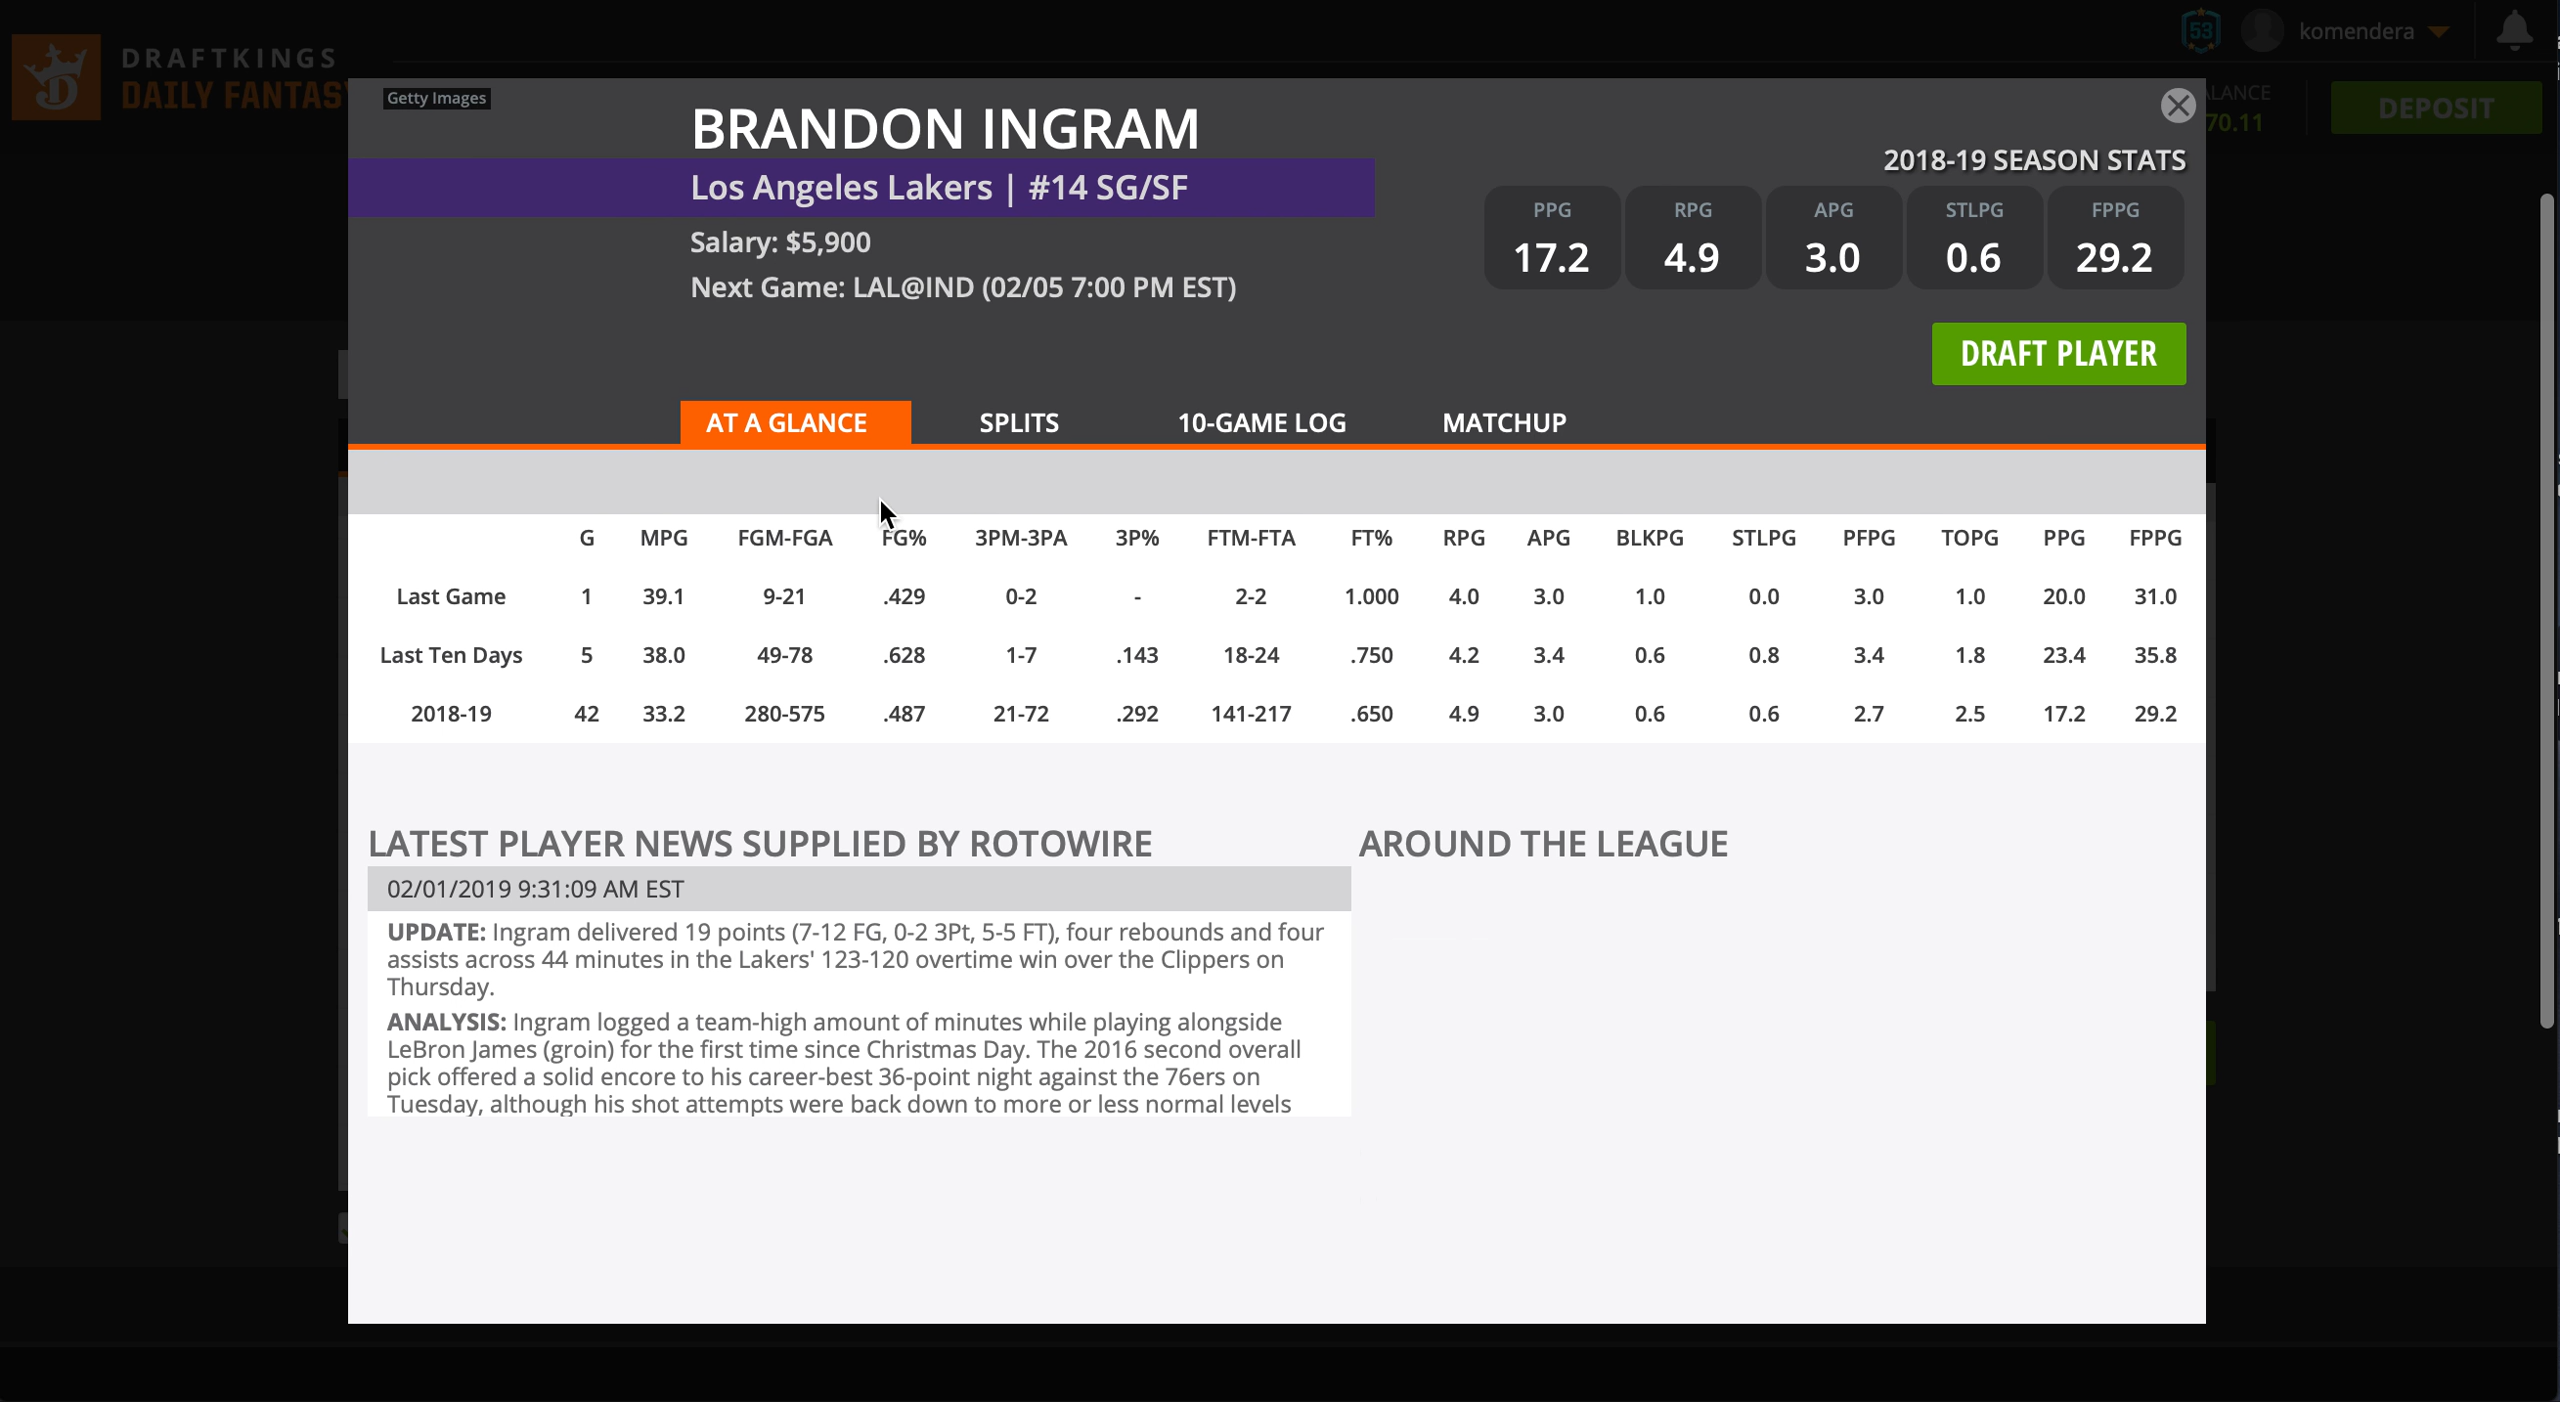 DRAFTKINGS
DAILY FANTAS
53
komendera
LANCE
70.11
DEPOSIT
Getty Images
BRANDON INGRAM
Los Angeles Lakers | #14 SG/SF
Salary: $5,900
Next Game: LAL@IND (02/05 7:00 PM EST)
2018-19 SEASON STATS
PPG RPG APG STLPG FPPG
17.2 4.9 3.0 0.6 29.2
DRAFT PLAYER
AT A GLANCE SPLITS 10-GAME LOG MATCHUP
G MPG FGM-FGA FG% 3PM-3PA 3P% FTM-FTA FT% RPG APG BLKPG STLPG PFPG TOPG PPG FPPG
Last Game 1 39.1 9-21 .429 0-2 - 2-2 1.000 4.0 3.0 1.0 0.0 3.0 1.0 20.0 31.0
Last Ten Days 5 38.0 49-78 .628 1-7 .143 18-24 .750 4.2 3.4 0.6 0.8 3.4 1.8 23.4 35.8
2018-19 42 33.2 280-575 .487 21-72 .292 141-217 .650 4.9 3.0 0.6 0.6 2.7 2.5 17.2 29.2
LATEST PLAYER NEWS SUPPLIED BY ROTOWIRE
02/01/2019 9:31:09 AM EST
UPDATE: Ingram delivered 19 points (7-12 FG, 0-2 3Pt, 5-5 FT), four rebounds and four
assists across 44 minutes in the Lakers' 123-120 overtime win over the Clippers on
Thursday.
ANALYSIS: Ingram logged a team-high amount of minutes while playing alongside
LeBron James (groin) for the first time since Christmas Day. The 2016 second overall
pick offered a solid encore to his career-best 36-point night against the 76ers on
Tuesday, although his shot attempts were back down to more or less normal levels
AROUND THE LEAGUE